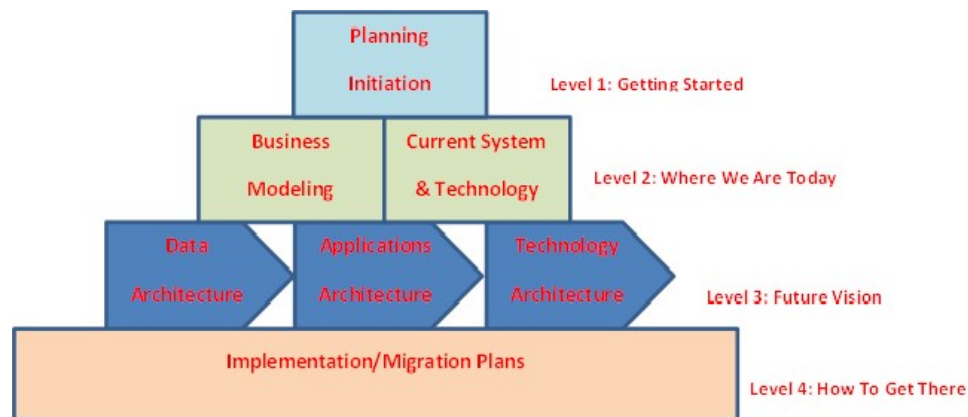 Planning
Initiation
Level 1: Getting Started
Business
Modeling
Current System
& Technology
Level 2: Where We Are Today
Data
Architecture
Applications
Architecture
Technology
Architecture
Level 3: Future Vision
Implementation/Migration Plans
Level 4: How To Get There